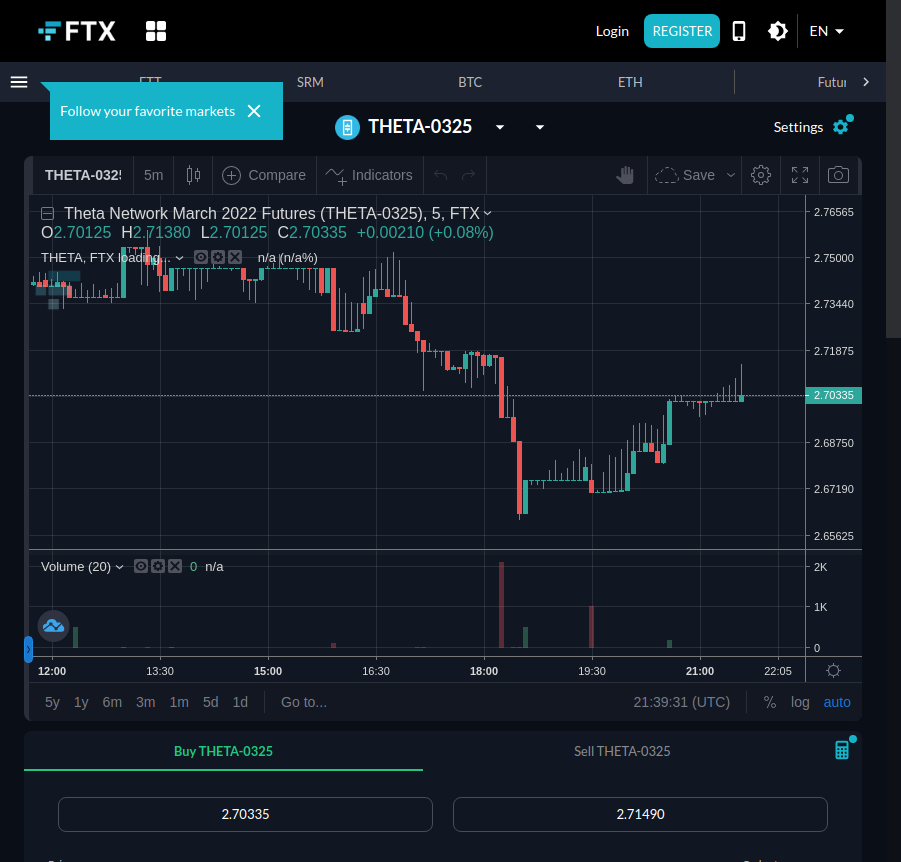 FTX
Login
REGISTER
EN
SRM
BTC
ETH
Futur
Follow your favorite markets
THETA-0325
Settings
THETA-032
5m
Compare
Indicators
Save
Theta Network March 2022 Futures (THETA-0325), 5, FTX
O2.70125 H2.71380 L2.70125 C2.70335 +0.00210 (+0.08%)
THETA, FTX loading... n/a (n/a%)
2.76565
2.75000
2.73440
2.71875
2.70335
2.68750
2.67190
2.65625
Volume (20) 0 n/a
2K
1K
0
12:00 13:30 15:00 16:30 18:00 19:30 21:00 22:05
5y 1y 6m 3m 1m 5d 1d Go to... 21:39:31 (UTC) % log auto
Buy THETA-0325
Sell THETA-0325
2.70335
2.71490